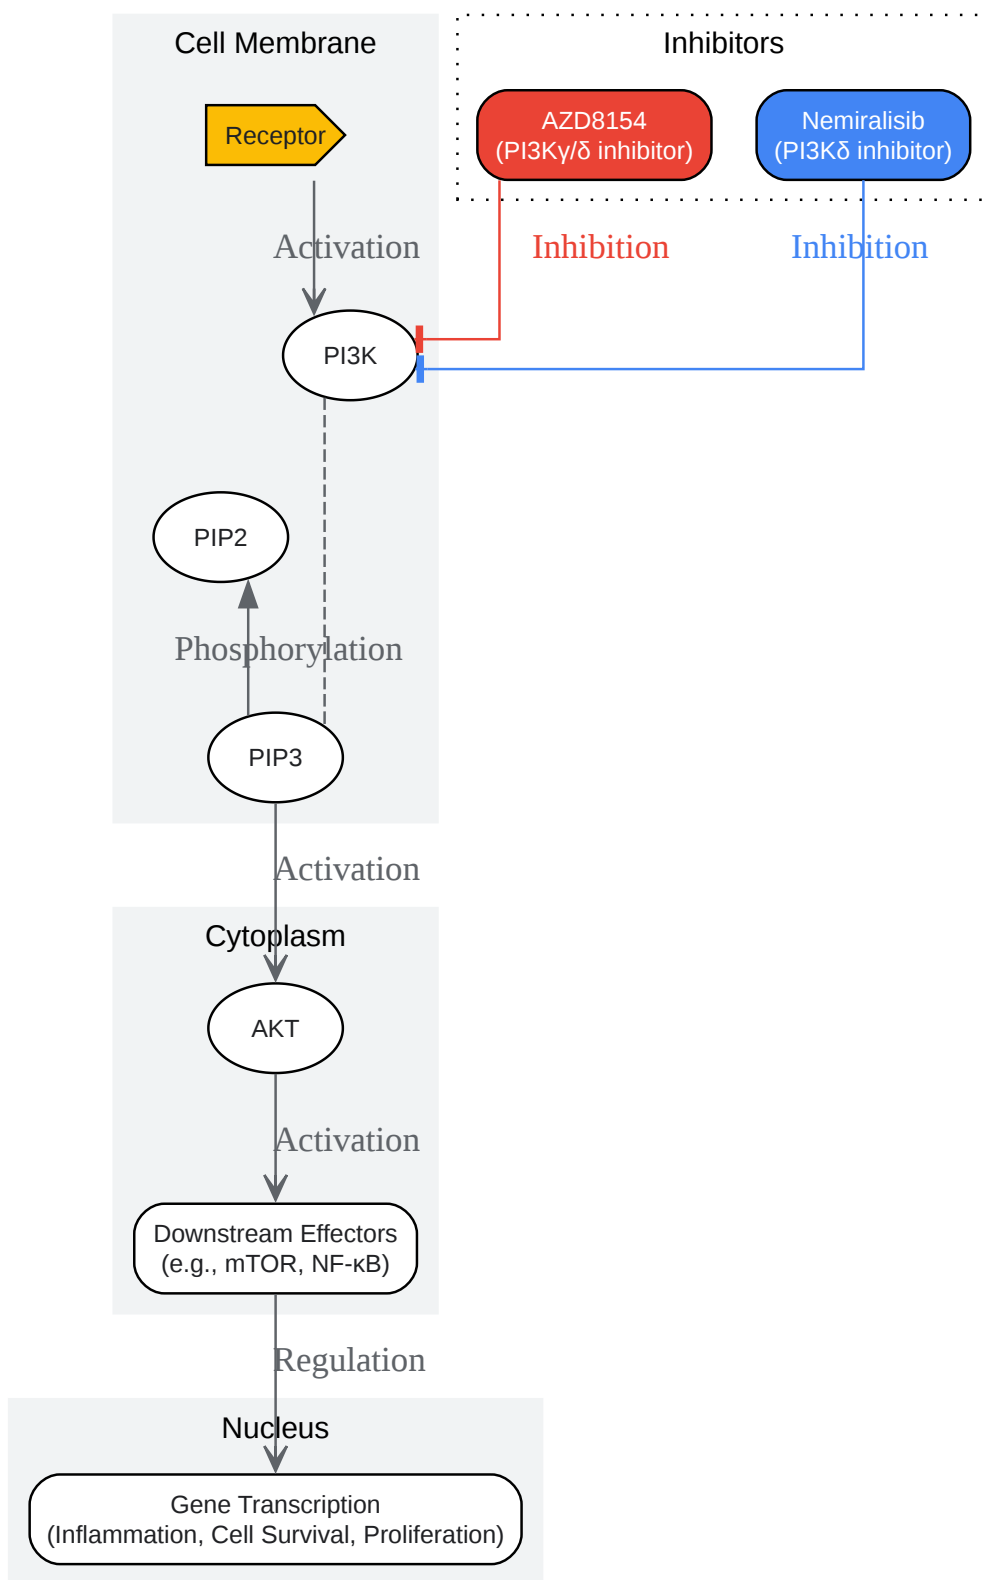 Cell Membrane
Inhibitors
Receptor
AZD8154
(PI3Kγ/δ inhibitor)
Nemiralisib
(PI3Kδ inhibitor)
Activation
Inhibition
Inhibition
PI3K
PIP2
Phosphorylation
PIP3
Activation
Cytoplasm
AKT
Activation
Downstream Effectors
(e.g., mTOR, NF-κB)
Regulation
Nucleus
Gene Transcription
(Inflammation, Cell Survival, Proliferation)